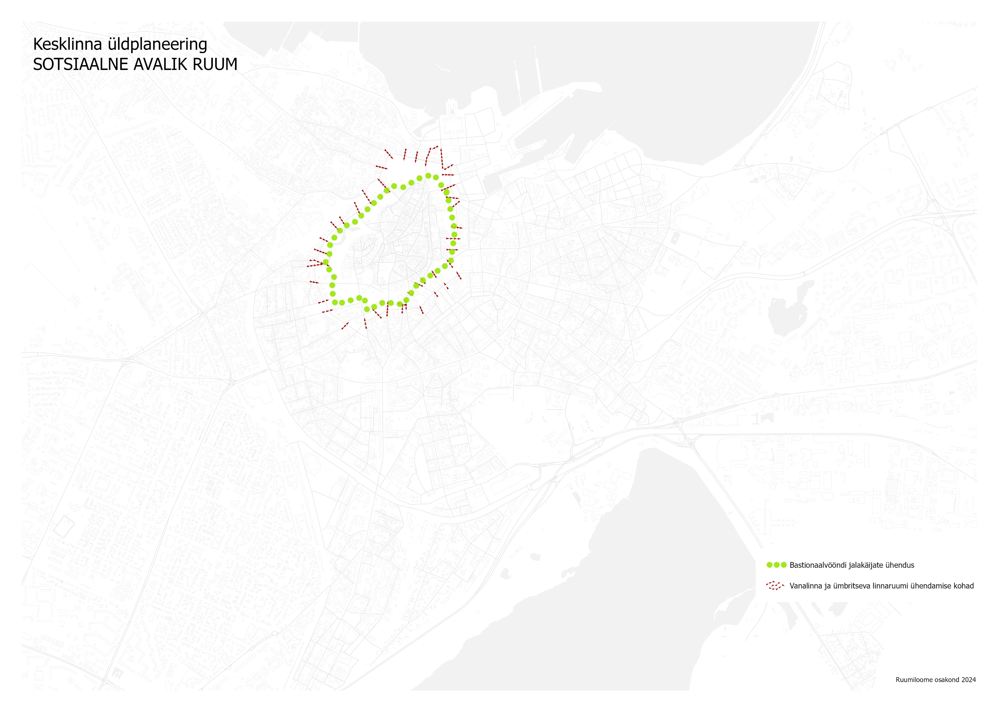 Kesklinna üldplaneering
SOTSIAALNE AVALIK RUUM
Bastionaalvööndi jalakäijate ühendus
Vanalinna ja ümbritseva linnaruumi ühendamise kohad
Ruumiloome osakond 2024